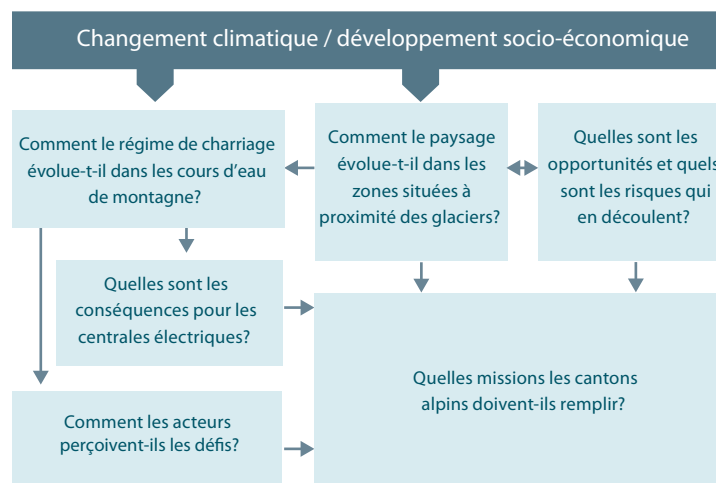 Changement climatique / développement socio-économique
Comment le régime de charriage
évolue-t-il dans les cours d'eau
de montagne?
Comment le paysage
évolue-t-il dans les
zones situées à
proximité des glaciers?
Quelles sont les
opportunités et quels
sont les risques qui
en découlent?
Quelles sont les
conséquences pour les
centrales électriques?
Quelles missions les cantons
alpins doivent-ils remplir?
Comment les acteurs
perçoivent-ils les défis?